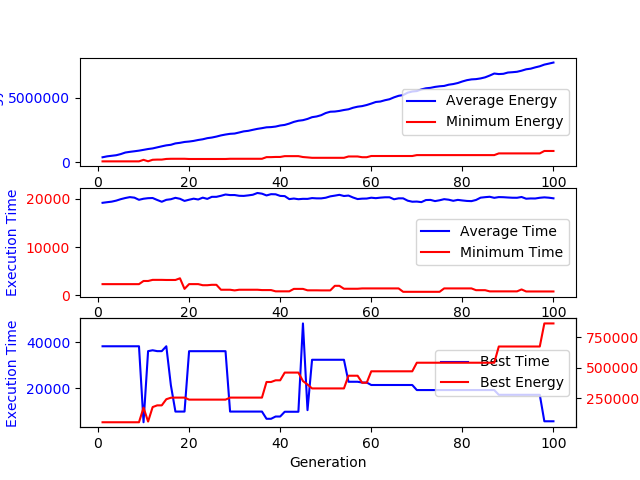 5000000
0
Average Energy
Minimum Energy
0 20 40 60 80 100
Execution Time
20000
10000
0
Average Time
Minimum Time
0 20 40 60 80 100
Execution Time
40000
20000
Best Time
Best Energy
750000
500000
250000
0 20 40 60 80 100
Generation